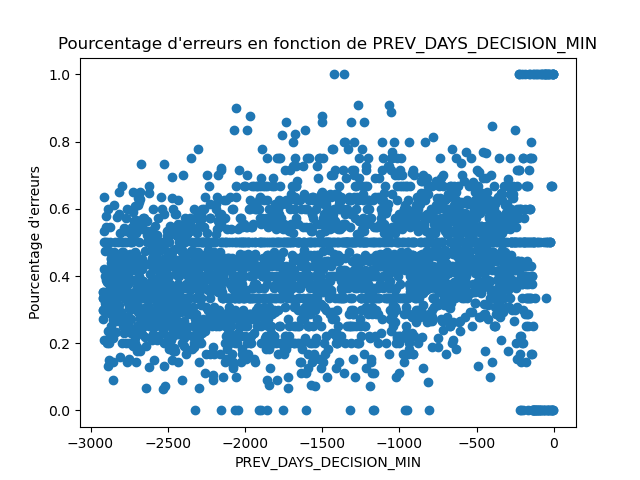 Pourcentage d'erreurs en fonction de PREV_DAYS_DECISION_MIN
1.0
0.8
0.6
0.4
0.2
0.0
Pourcentage d'erreurs
−3000 −2500 −2000 −1500 −1000 −500 0
PREV_DAYS_DECISION_MIN